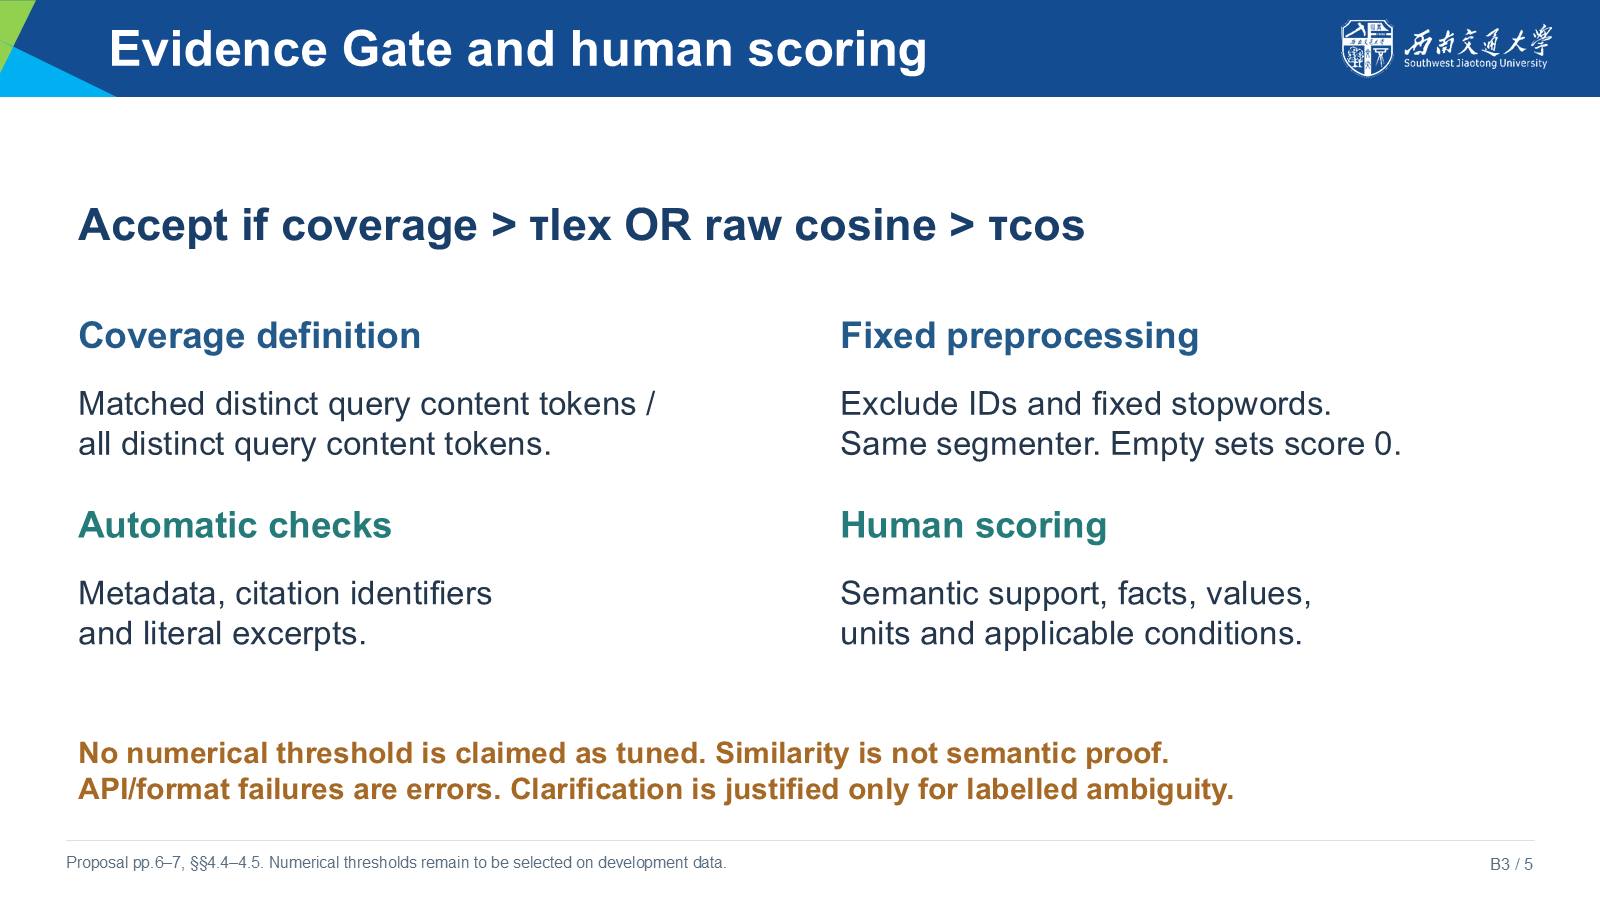 Evidence Gate and human scoring
西南交通大学
Southwest Jiaotong University
Accept if coverage > τlex OR raw cosine > τcos
Coverage definition
Matched distinct query content tokens /
all distinct query content tokens.
Fixed preprocessing
Exclude IDs and fixed stopwords.
Same segmenter. Empty sets score 0.
Automatic checks
Metadata, citation identifiers
and literal excerpts.
Human scoring
Semantic support, facts, values,
units and applicable conditions.
No numerical threshold is claimed as tuned. Similarity is not semantic proof.
API/format failures are errors. Clarification is justified only for labelled ambiguity.
Proposal pp.6–7, §§4.4–4.5. Numerical thresholds remain to be selected on development data.
B3 / 5